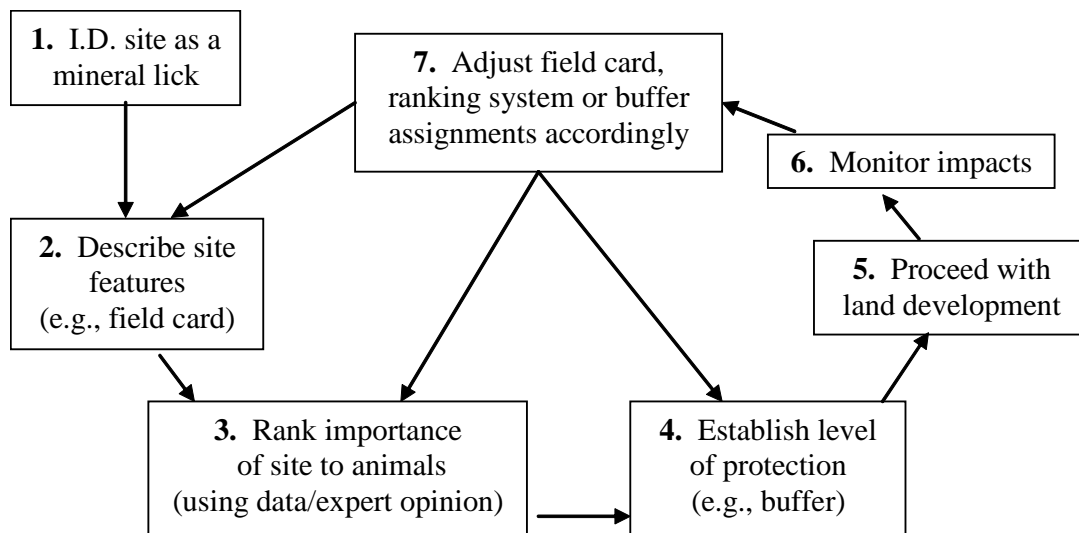 1. I.D. site as a
mineral lick
2. Describe site
features
(e.g., field card)
3. Rank importance
of site to animals
(using data/expert opinion)
4. Establish level
of protection
(e.g., buffer)
5. Proceed with
land development
6. Monitor impacts
7. Adjust field card,
ranking system or buffer
assignments accordingly